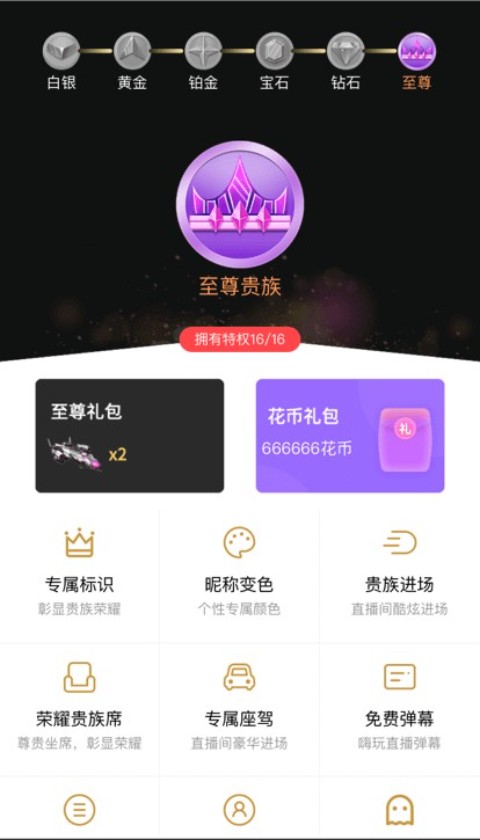 白银 黄金 铂金 宝石 钻石 至尊
至尊贵族
拥有特权16/16
至尊礼包
x2
花币礼包
666666花币
礼
专属标识 昵称变色 贵族进场
彰显贵族荣耀 个性专属颜色 直播间酷炫进场
荣耀贵族席 专属座驾 免费弹幕
尊贵坐席，彰显荣耀 直播间豪华进场 嗨玩直播弹幕